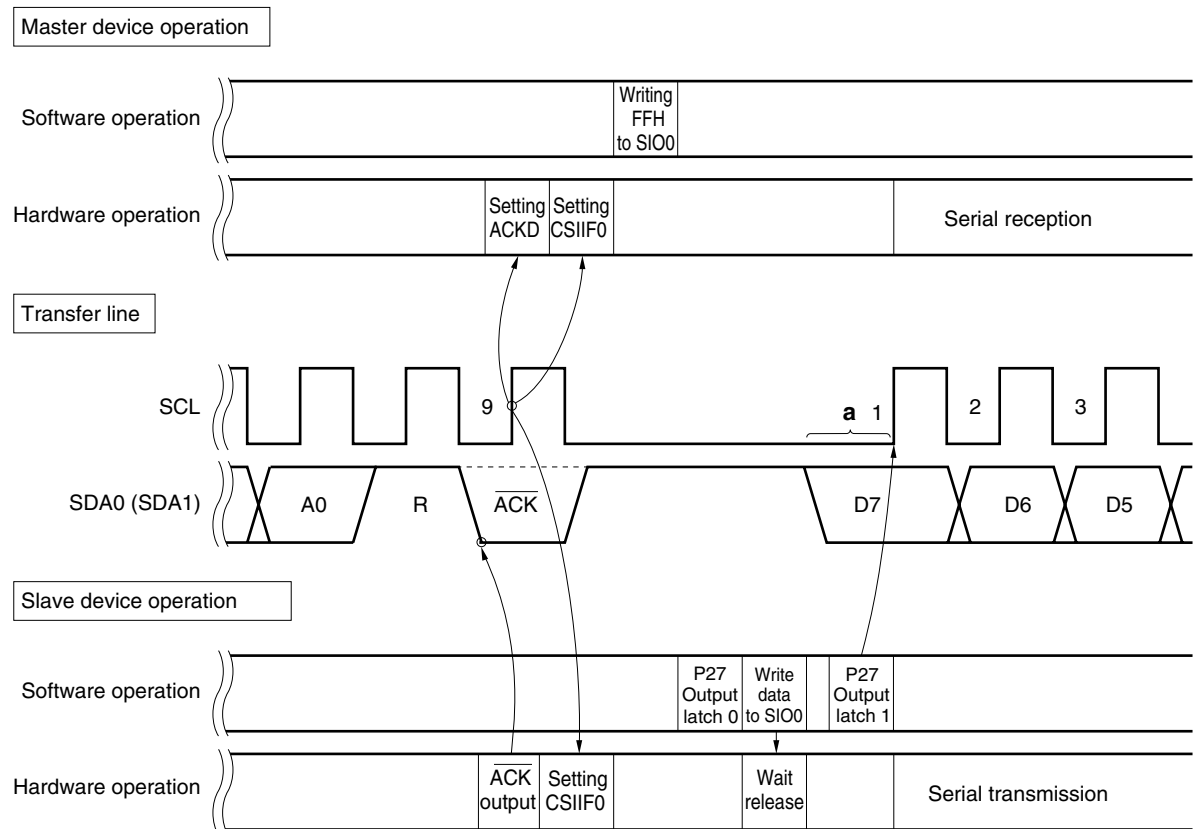 Master device operation
Writing
FFH
to SIO0
Software operation
Setting
ACKD
Setting
CSIIF0
Hardware operation
Serial reception
Transfer line
SCL
9
a 1
2
3
SDA0 (SDA1)
A0
R
ACK
D7
D6
D5
Slave device operation
Software operation
P27
Output
latch 0
Write
data
to SIO0
P27
Output
latch 1
Hardware operation
ACK
output
Setting
CSIIF0
Wait
release
Serial transmission